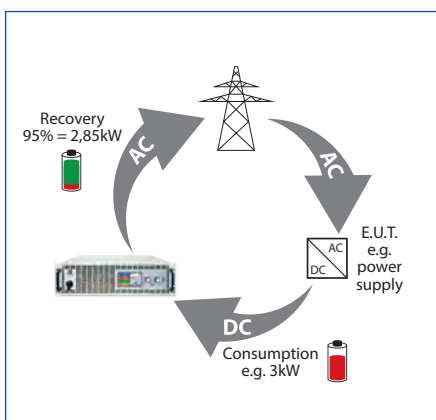 Recovery
95% = 2,85kW
AC
AC
E.U.T.
e.g.
power
supply
AC
DC
DC
Consumption
e.g. 3kW